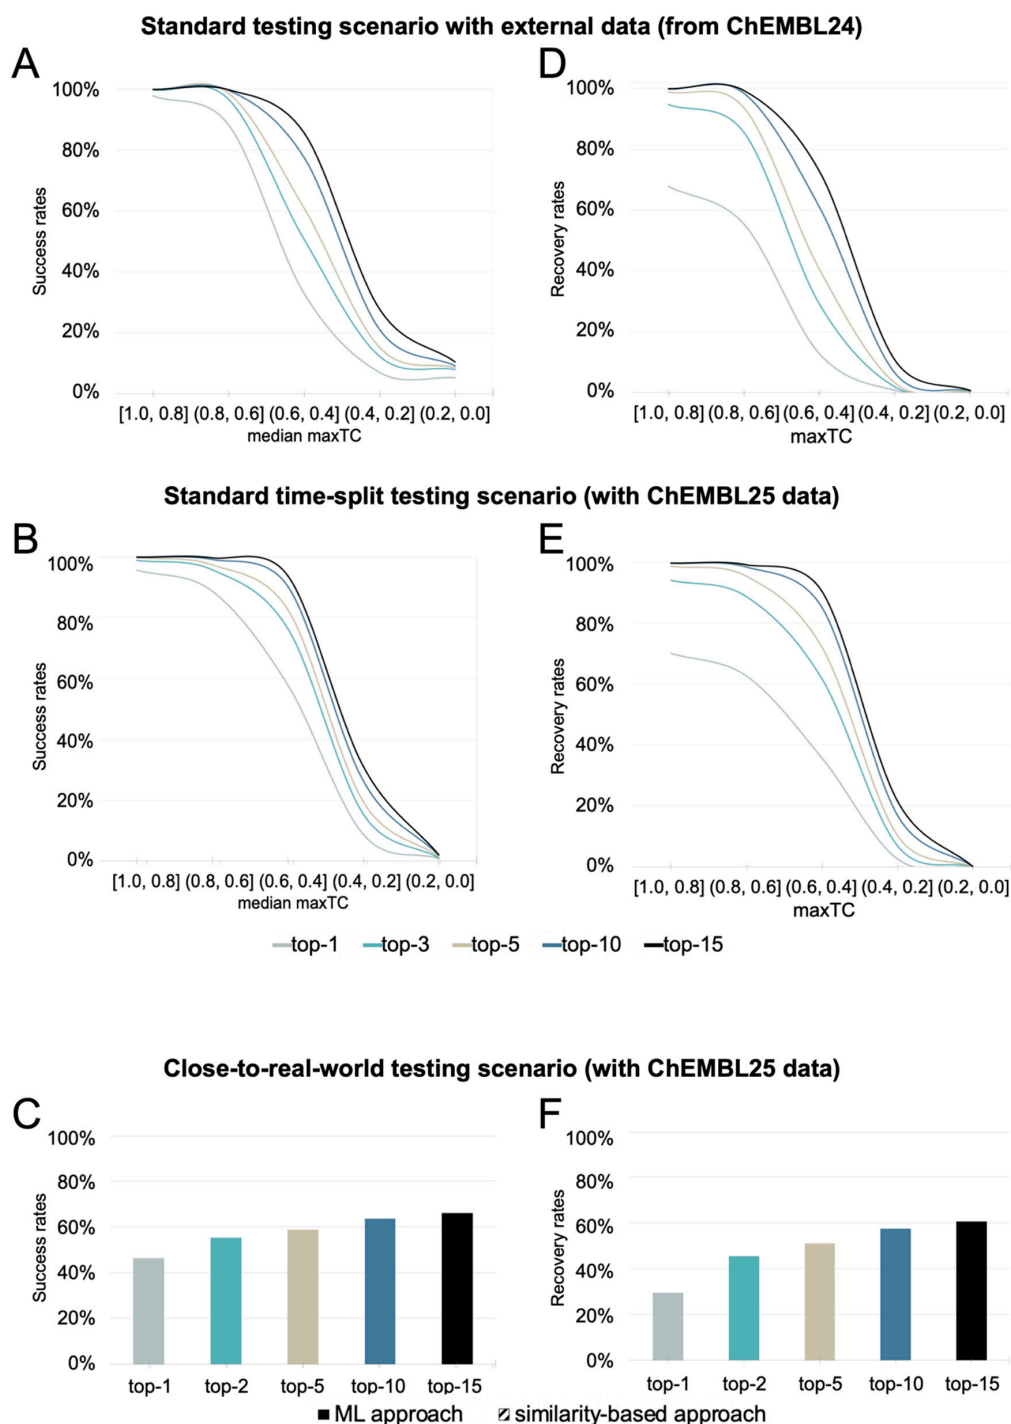 Standard testing scenario with external data (from ChEMBL24)
A
100%
80%
60%
40%
20%
0%
Success rates
[1.0, 0.8] (0.8, 0.6] (0.6, 0.4] (0.4, 0.2] (0.2, 0.0]
median maxTC
D
100%
80%
60%
40%
20%
0%
Recovery rates
[1.0, 0.8] (0.8, 0.6] (0.6, 0.4] (0.4, 0.2] (0.2, 0.0]
maxTC
Standard time-split testing scenario (with ChEMBL25 data)
B
100%
80%
60%
40%
20%
0%
Success rates
[1.0, 0.8] (0.8, 0.6] (0.6, 0.4] (0.4, 0.2] (0.2, 0.0]
median maxTC
E
100%
80%
60%
40%
20%
0%
Recovery rates
[1.0, 0.8] (0.8, 0.6] (0.6, 0.4] (0.4, 0.2] (0.2, 0.0]
maxTC
top-1 top-3 top-5 top-10 top-15
Close-to-real-world testing scenario (with ChEMBL25 data)
C
100%
80%
60%
40%
20%
0%
Success rates
top-1 top-2 top-5 top-10 top-15
F
100%
80%
60%
40%
20%
0%
Recovery rates
top-1 top-2 top-5 top-10 top-15
ML approach similarity-based approach